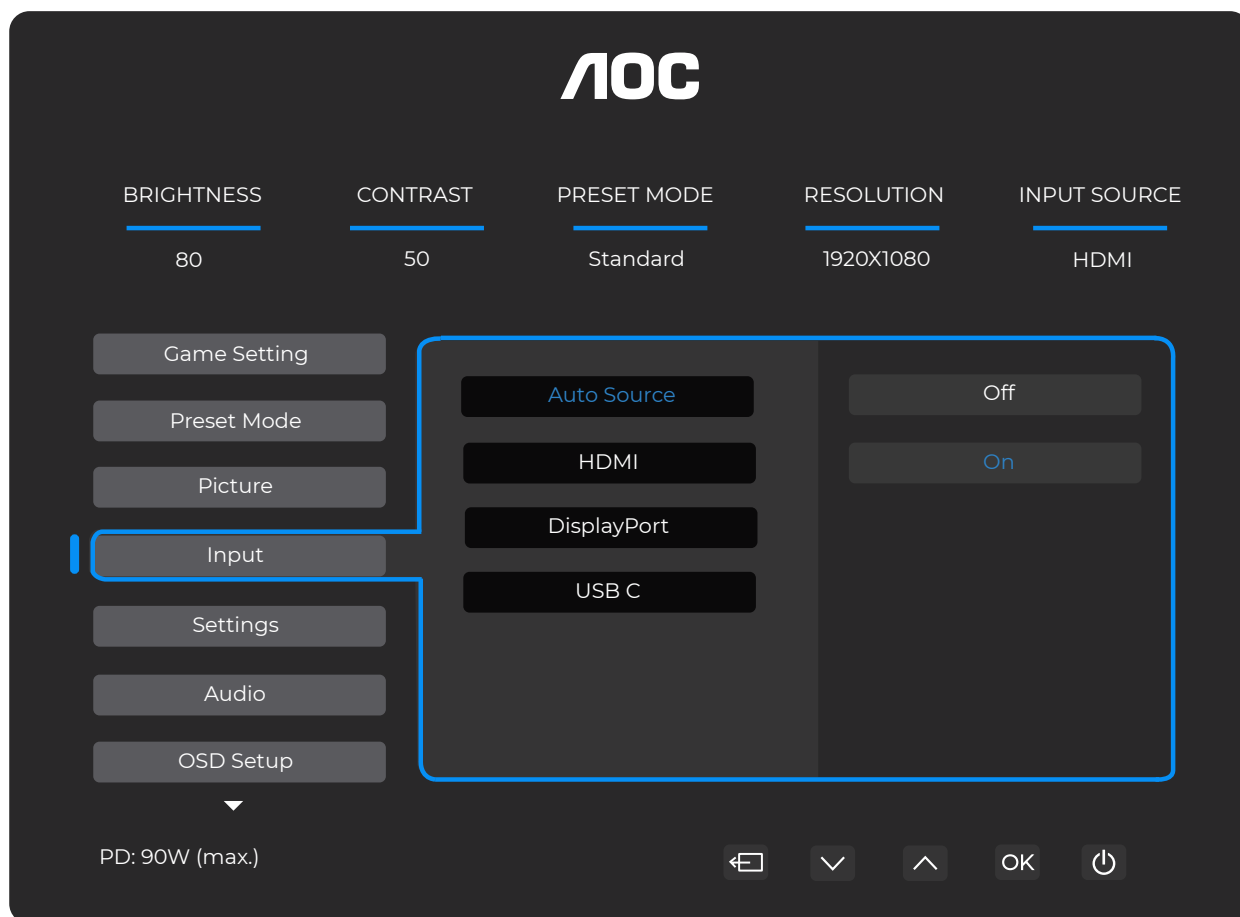 AOC
BRIGHTNESS CONTRAST PRESET MODE RESOLUTION INPUT SOURCE
80 50 Standard 1920X1080 HDMI
Game Setting
Preset Mode
Picture
Input
Settings
Audio
OSD Setup
Auto Source
HDMI
DisplayPort
USB C
Off
On
PD: 90W (max.)
OK